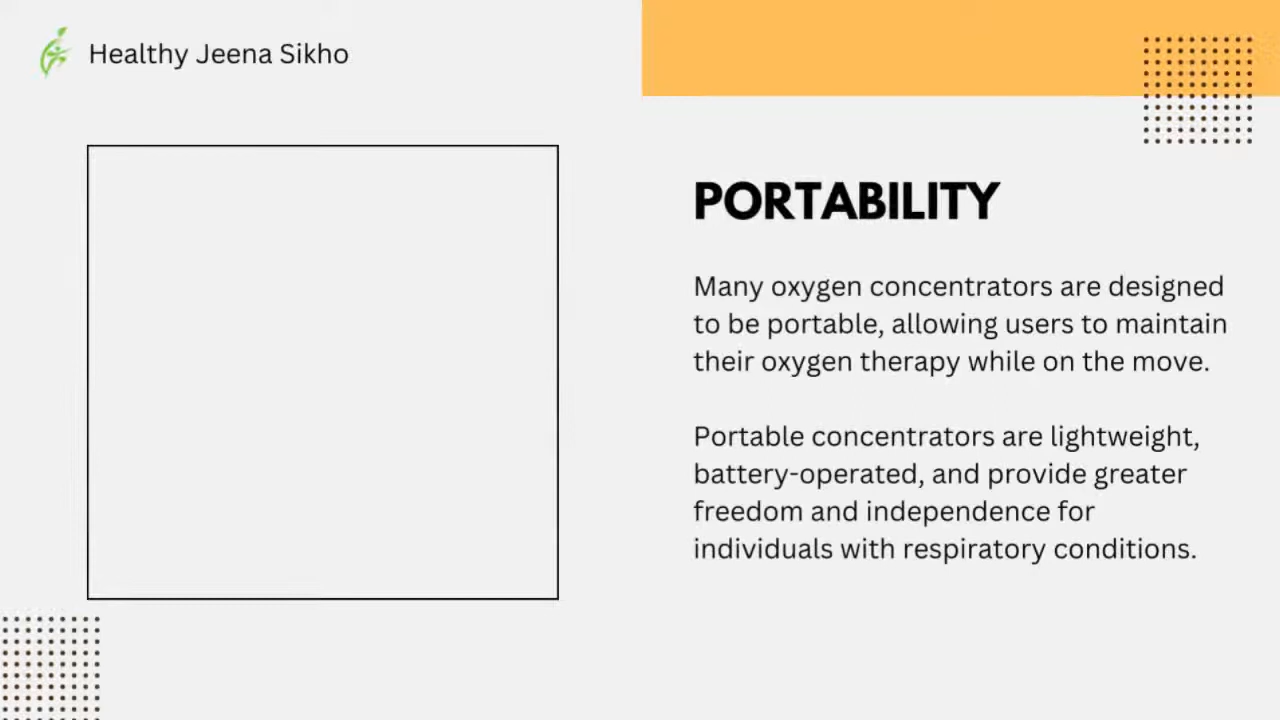 Healthy Jeena Sikho
PORTABILITY
Many oxygen concentrators are designed
to be portable, allowing users to maintain
their oxygen therapy while on the move.
Portable concentrators are lightweight,
battery-operated, and provide greater
freedom and independence for
individuals with respiratory conditions.